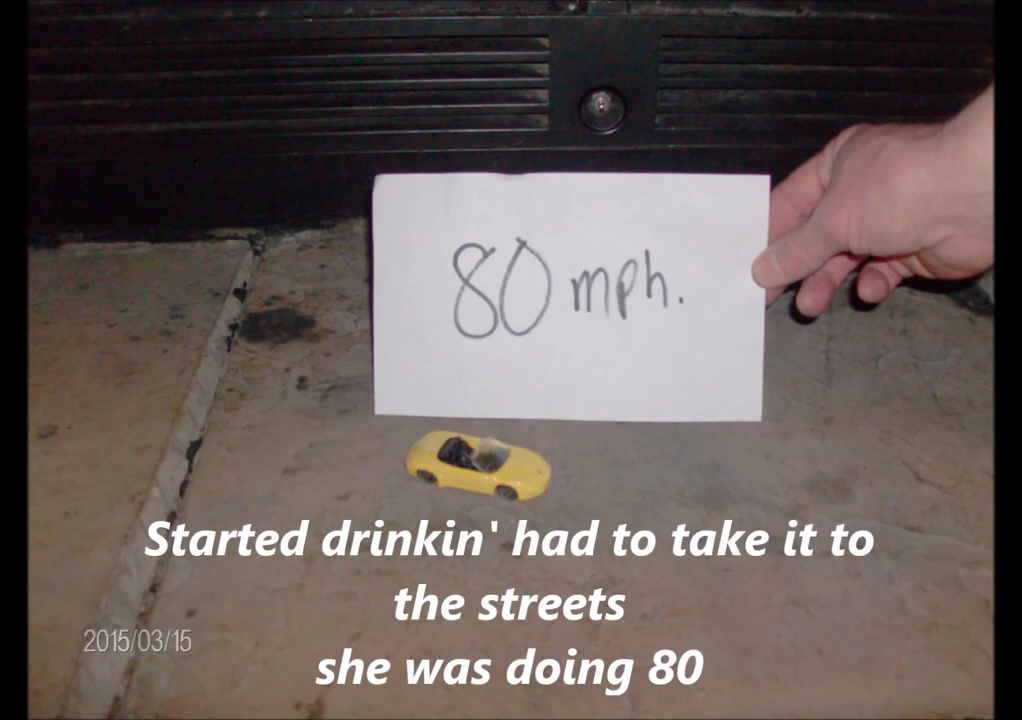 80 mph.
Started drinkin' had to take it to
the streets
2015/03/15
she was doing 80